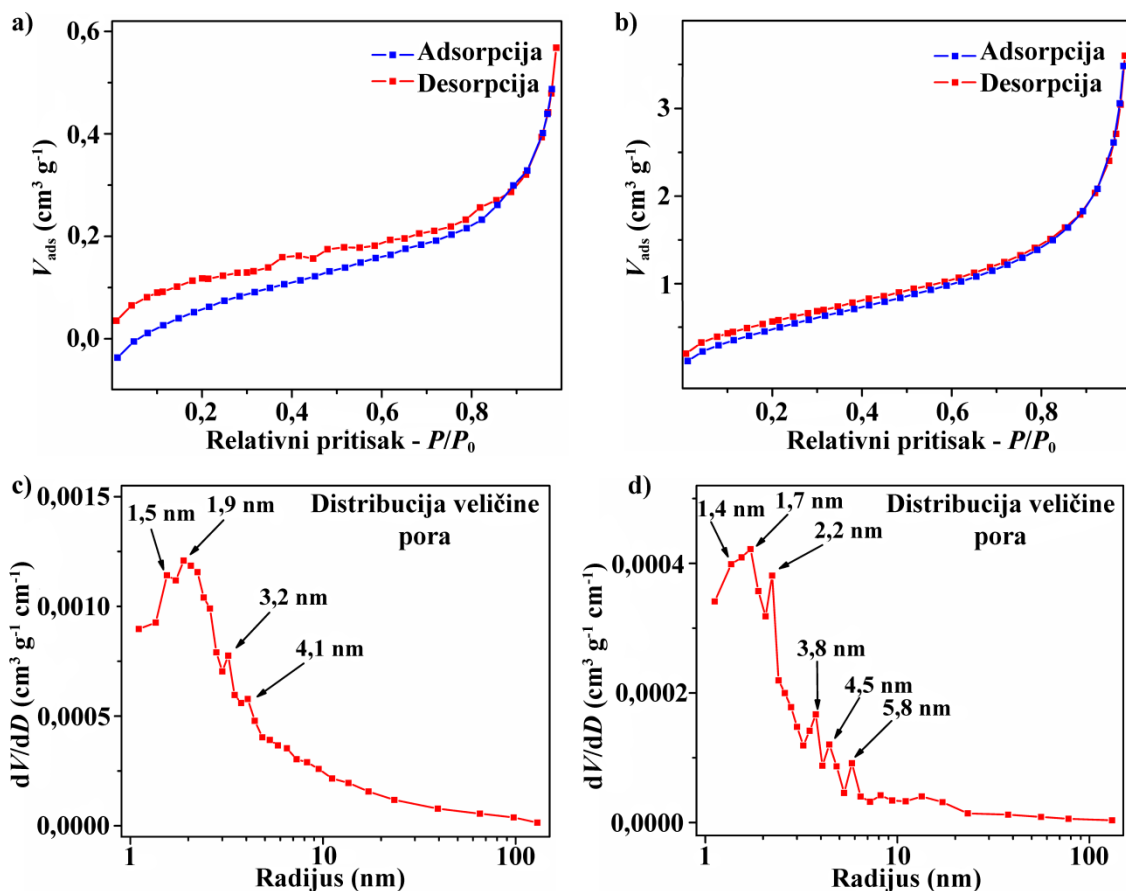 a)
0,6
0,4
0,2
0,0
V_ads (cm³ g⁻¹)
Adsorpcija
Desorpcija
0,2 0,4 0,6 0,8
Relativni pritisak - P/P₀
b)
3
2
1
V_ads (cm³ g⁻¹)
Adsorpcija
Desorpcija
0,2 0,4 0,6 0,8
Relativni pritisak - P/P₀
c)
0,0015
0,0010
0,0005
0,0000
dV/dD (cm³ g⁻¹ cm⁻¹)
Distribucija veličine
pora
1,5 nm
1,9 nm
3,2 nm
4,1 nm
1 10 100
Radijus (nm)
d)
0,0004
0,0002
0,0000
dV/dD (cm³ g⁻¹ cm⁻¹)
Distribucija veličine
pora
1,4 nm
1,7 nm
2,2 nm
3,8 nm
4,5 nm
5,8 nm
1 10 100
Radijus (nm)